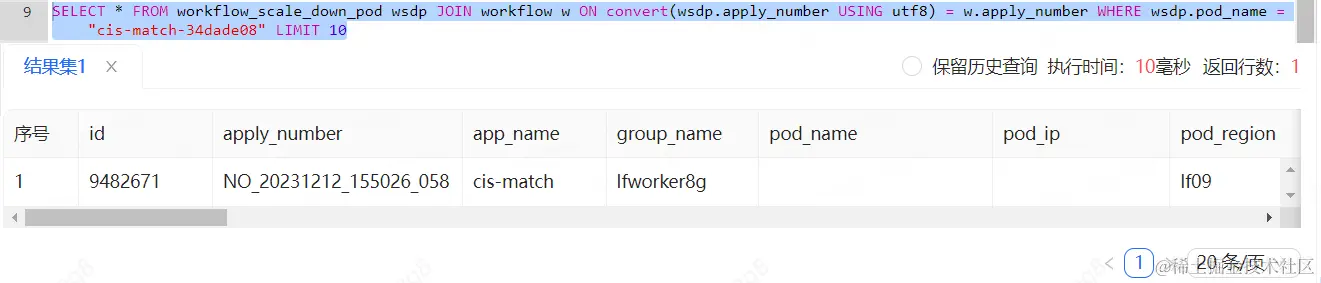 9 SELECT * FROM workflow_scale_down_pod wsdp JOIN workflow w ON convert(wsdp.apply_number USING utf8) = w.apply_number WHERE wsdp.pod_name =
"cis-match-34dade08" LIMIT 10
结果集1 × 保留历史查询 执行时间：10毫秒 返回行数：1
序号 id apply_number app_name group_name pod_name pod_ip pod_region
1 9482671 NO_20231212_155026_058 cis-match lfworker8g lf09
< 1 > 20 条/页
@稀土掘金技术社区